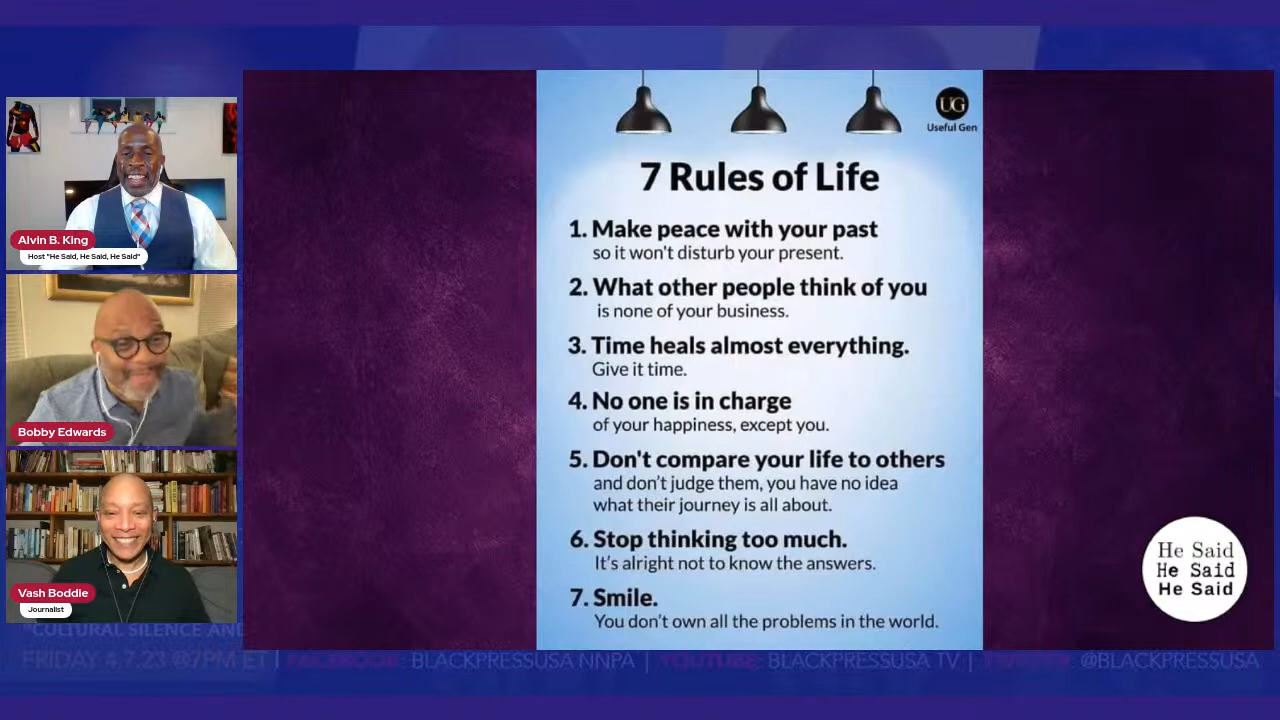 Alvin B. King
Host "He Said, He Said, He Said"
Bobby Edwards
Vash Boddie
Journalist
UG
Useful Gen
7 Rules of Life
1. Make peace with your past
so it won't disturb your present.
2. What other people think of you
is none of your business.
3. Time heals almost everything.
Give it time.
4. No one is in charge
of your happiness, except you.
5. Don't compare your life to others
and don't judge them, you have no idea
what their journey is all about.
6. Stop thinking too much.
It's alright not to know the answers.
7. Smile.
You don't own all the problems in the world.
He Said
He Said
He Said
"CULTURAL SILENCE AND
FRIDAY 4.7.23 @7PM ET | FACEBOOK: BLACKPRESSUSA NNPA | YOUTUBE: BLACKPRESSUSA TV | TWITTER: @BLACKPRESSUSA